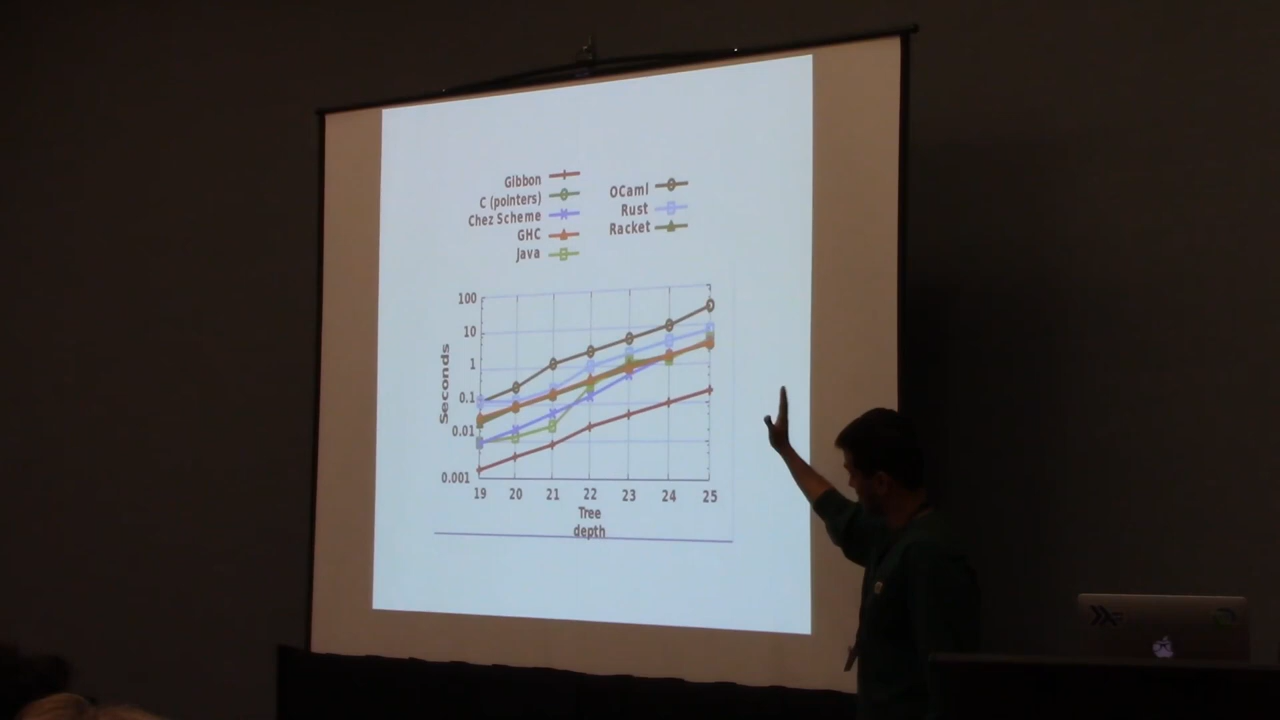 Gibbon
C (pointers)
Chez Scheme
GHC
Java
OCaml
Rust
Racket
100
10
1
0.1
0.01
0.001
Seconds
19 20 21 22 23 24 25
Tree
depth